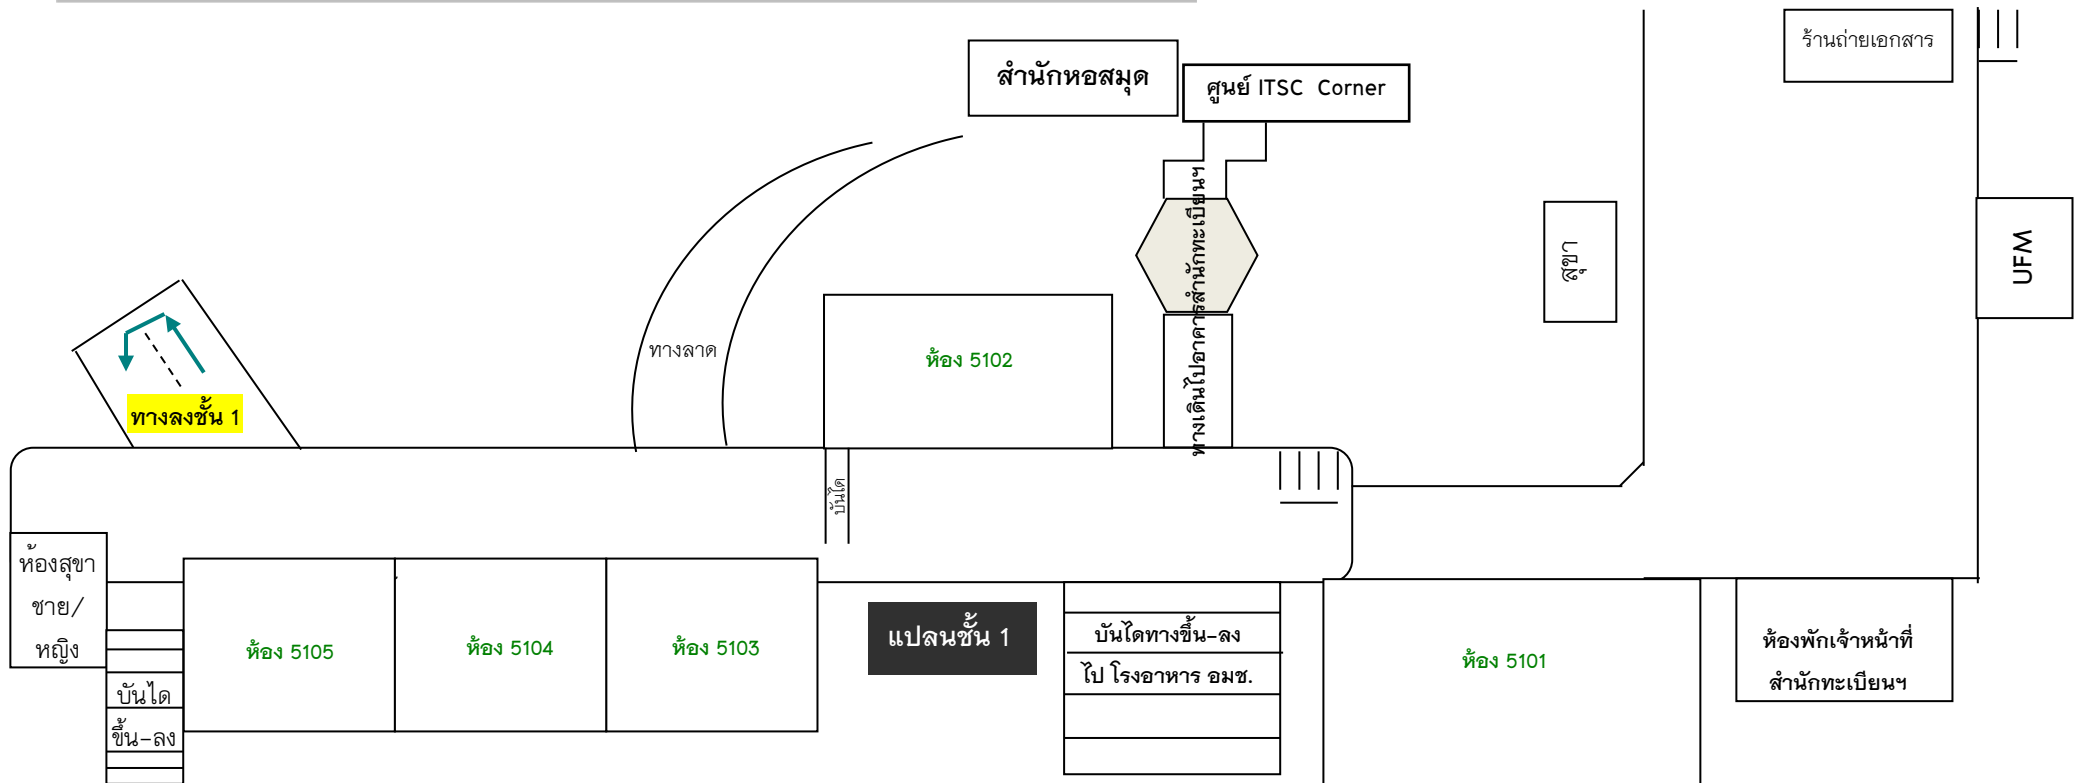 ร้านถ่ายเอกสาร
สำนักหอสมุด
ศูนย์ ITSC Corner
ทางเดินไปอาคารสำนักทะเบียนฯ
สุขา
UFM
ทางลาด
ห้อง 5102
ทางลงชั้น 1
บันได
ห้องสุขา
ชาย/
หญิง
ห้อง 5105
ห้อง 5104
ห้อง 5103
แปลนชั้น 1
บันไดทางขึ้น-ลง
ไป โรงอาหาร อมช.
ห้อง 5101
ห้องพักเจ้าหน้าที่
สำนักทะเบียนฯ
บันได
ขึ้น-ลง